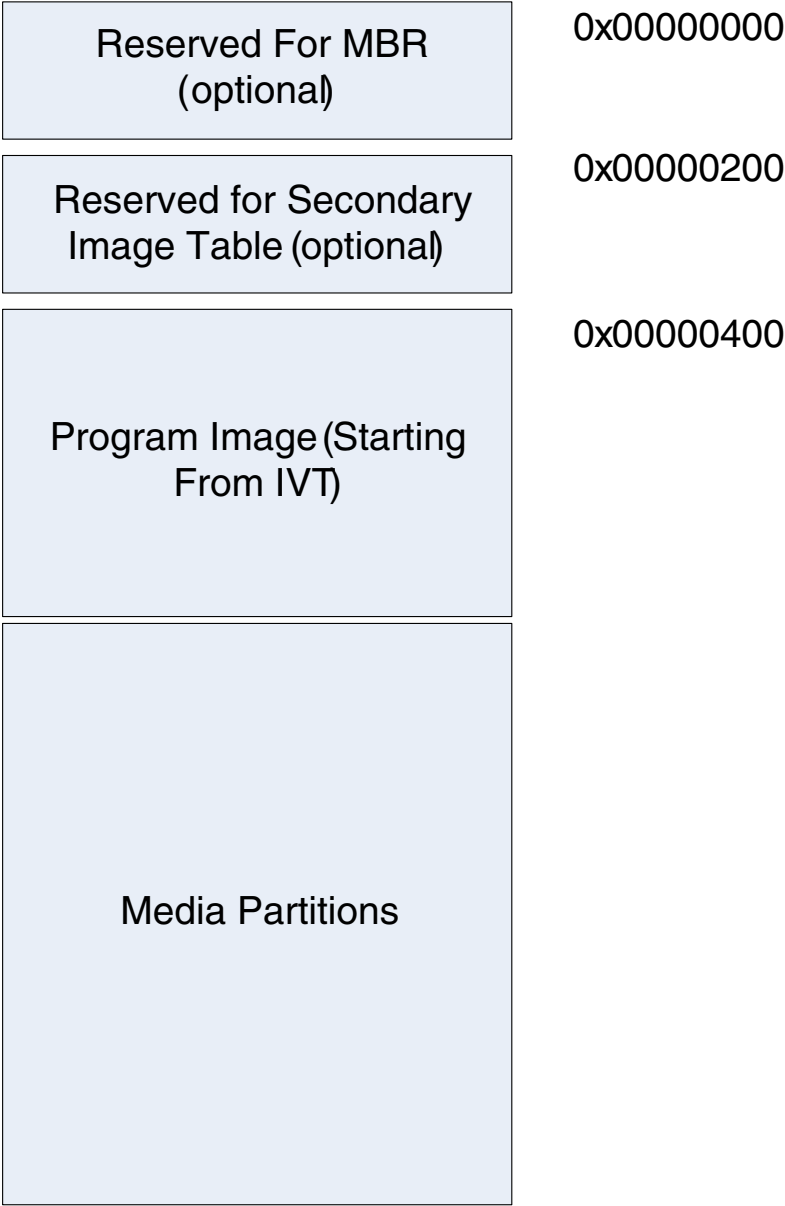 Reserved For MBR
(optional)
0x00000000
Reserved for Secondary
Image Table (optional)
0x00000200
Program Image (Starting
From IVT)
0x00000400
Media Partitions